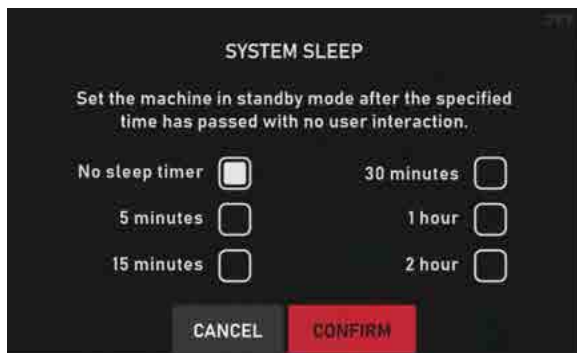 SYSTEM SLEEP
Set the machine in standby mode after the specified
time has passed with no user interaction.
No sleep timer
30 minutes
5 minutes
1 hour
15 minutes
2 hour
CANCEL
CONFIRM